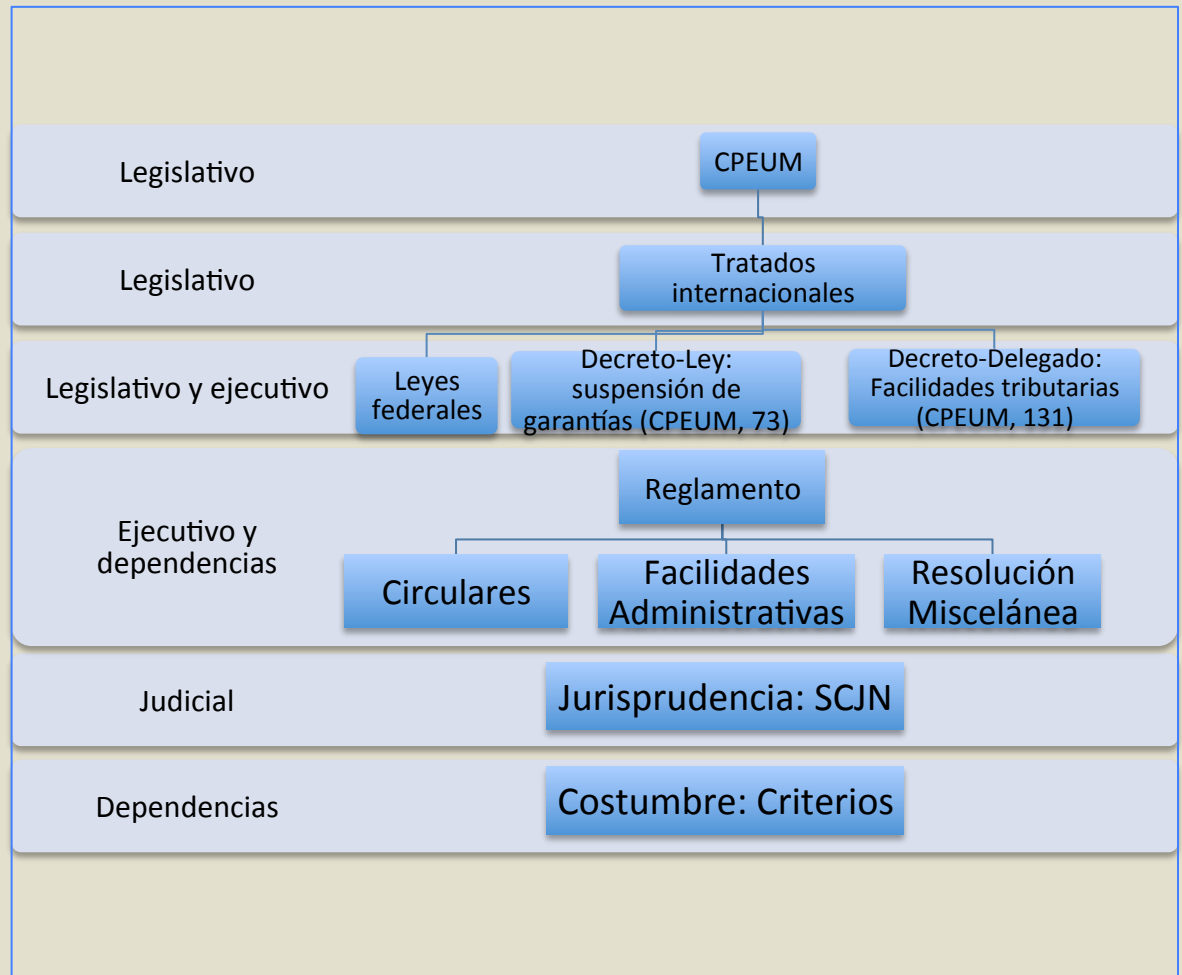 Legislativo
CPEUM
Legislativo
Tratados
internacionales
Legislativo y ejecutivo
Leyes
federales
Decreto-Ley:
suspensión de
garantías (CPEUM, 73)
Decreto-Delegado:
Facilidades tributarias
(CPEUM, 131)
Ejecutivo y
dependencias
Reglamento
Circulares
Facilidades
Administrativas
Resolución
Miscelánea
Judicial
Jurisprudencia: SCJN
Dependencias
Costumbre: Criterios